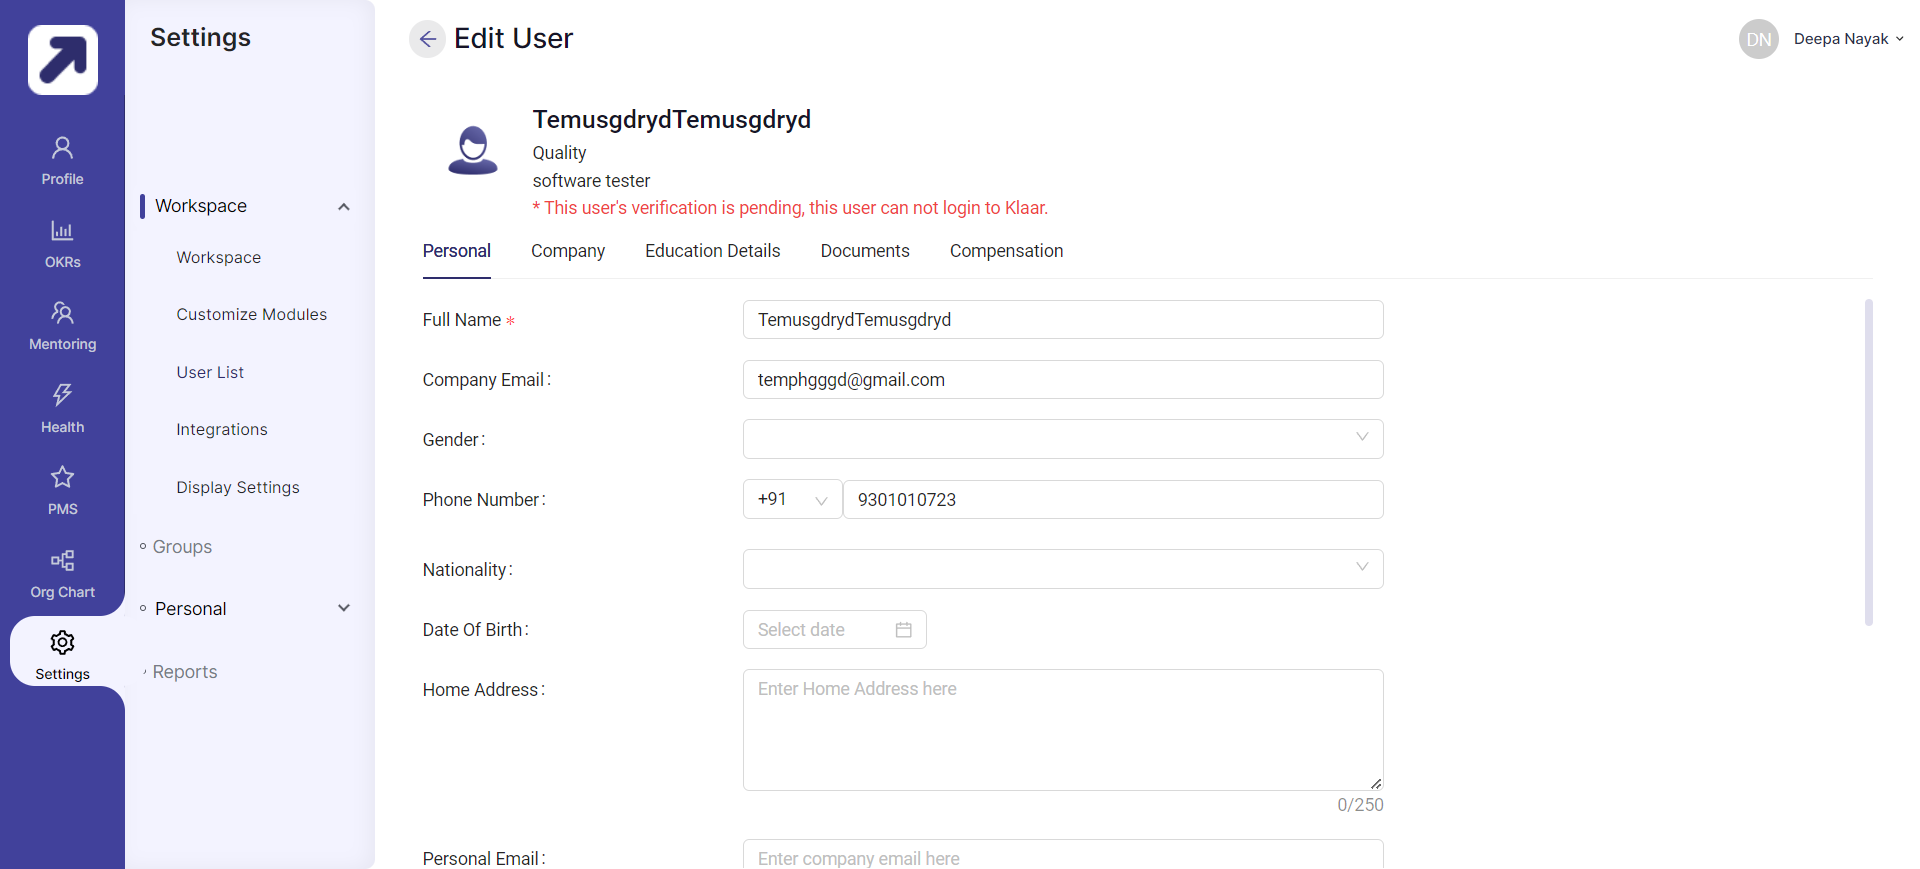 Settings
Edit User
DN
Deepa Nayak
Profile
OKRs
Mentoring
Health
PMS
Org Chart
Settings
Workspace
Workspace
Customize Modules
User List
Integrations
Display Settings
Groups
Personal
Reports
TemusgdrydTemusgdryd
Quality
software tester
* This user's verification is pending, this user can not login to Klaar.
Personal Company Education Details Documents Compensation
Full Name * TemusgdrydTemusgdryd
Company Email : temphgggd@gmail.com
Gender :
Phone Number : +91 9301010723
Nationality :
Date Of Birth : Select date
Home Address : Enter Home Address here
0/250
Personal Email : Enter company email here